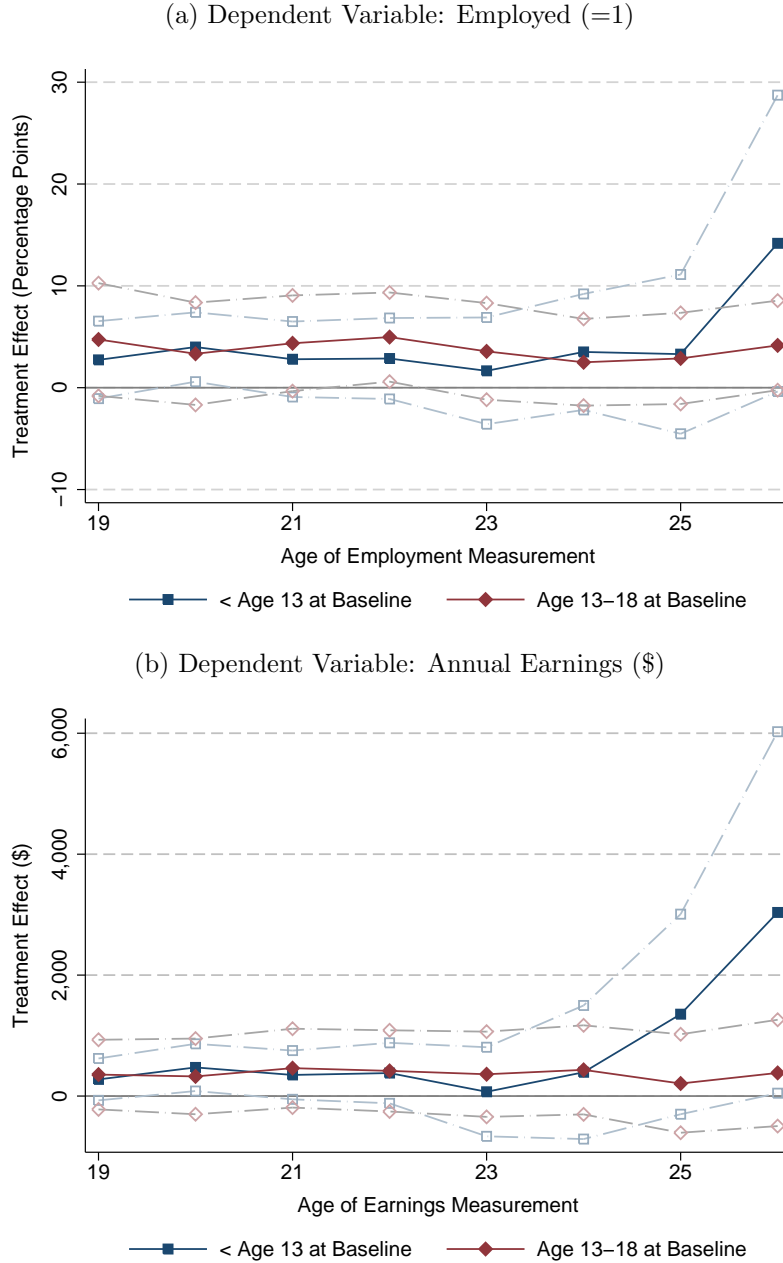 (a) Dependent Variable: Employed (=1)
Treatment Effect (Percentage Points)
30
20
10
0
−10
19
21
23
25
Age of Employment Measurement
< Age 13 at Baseline
Age 13−18 at Baseline
(b) Dependent Variable: Annual Earnings ($)
Treatment Effect ($)
6,000
4,000
2,000
0
19
21
23
25
Age of Earnings Measurement
< Age 13 at Baseline
Age 13−18 at Baseline